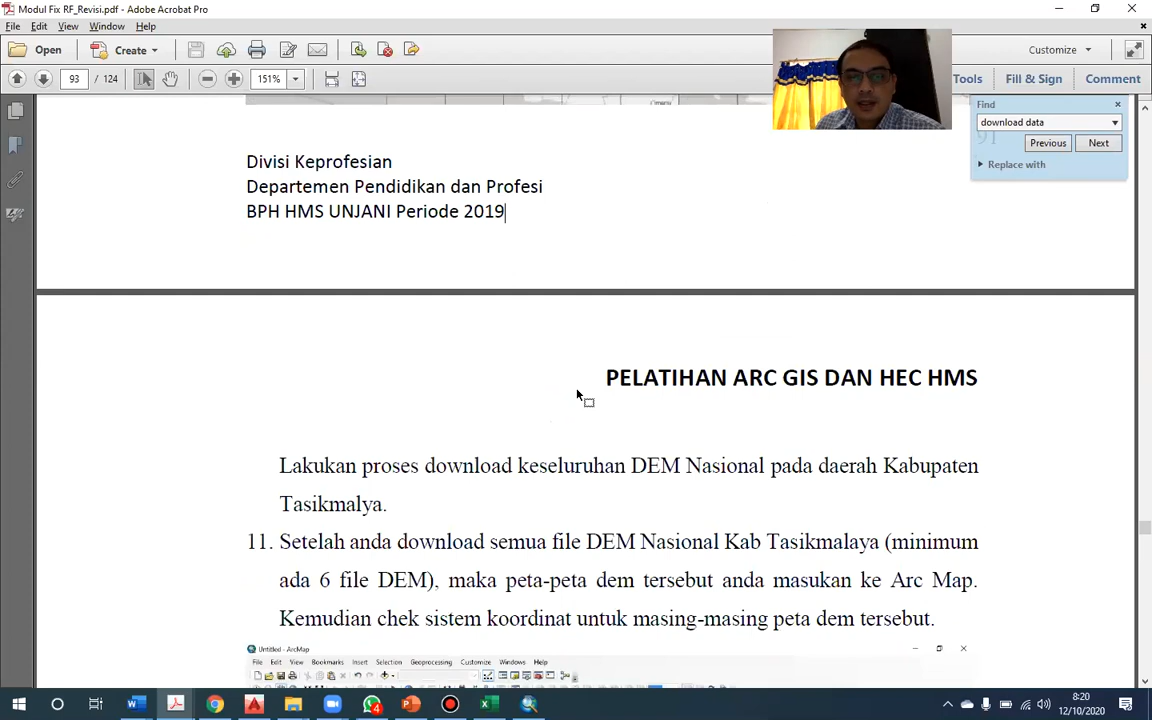 Modul Fix RF_Revisi.pdf - Adobe Acrobat Pro
File Edit View Window Help
Open Create Customize
93 / 124 151% Tools Fill & Sign Comment
Find
download data
91
Previous Next
Replace with
Divisi Keprofesian
Departemen Pendidikan dan Profesi
BPH HMS UNJANI Periode 2019
PELATIHAN ARC GIS DAN HEC HMS
Lakukan proses download keseluruhan DEM Nasional pada daerah Kabupaten
Tasikmalya.
11. Setelah anda download semua file DEM Nasional Kab Tasikmalaya (minimum
ada 6 file DEM), maka peta-peta dem tersebut anda masukan ke Arc Map.
Kemudian chek sistem koordinat untuk masing-masing peta dem tersebut.
Untitled - ArcMap
File Edit View Bookmarks Insert Selection Geoprocessing Customize Windows Help
4
8:20
12/10/2020